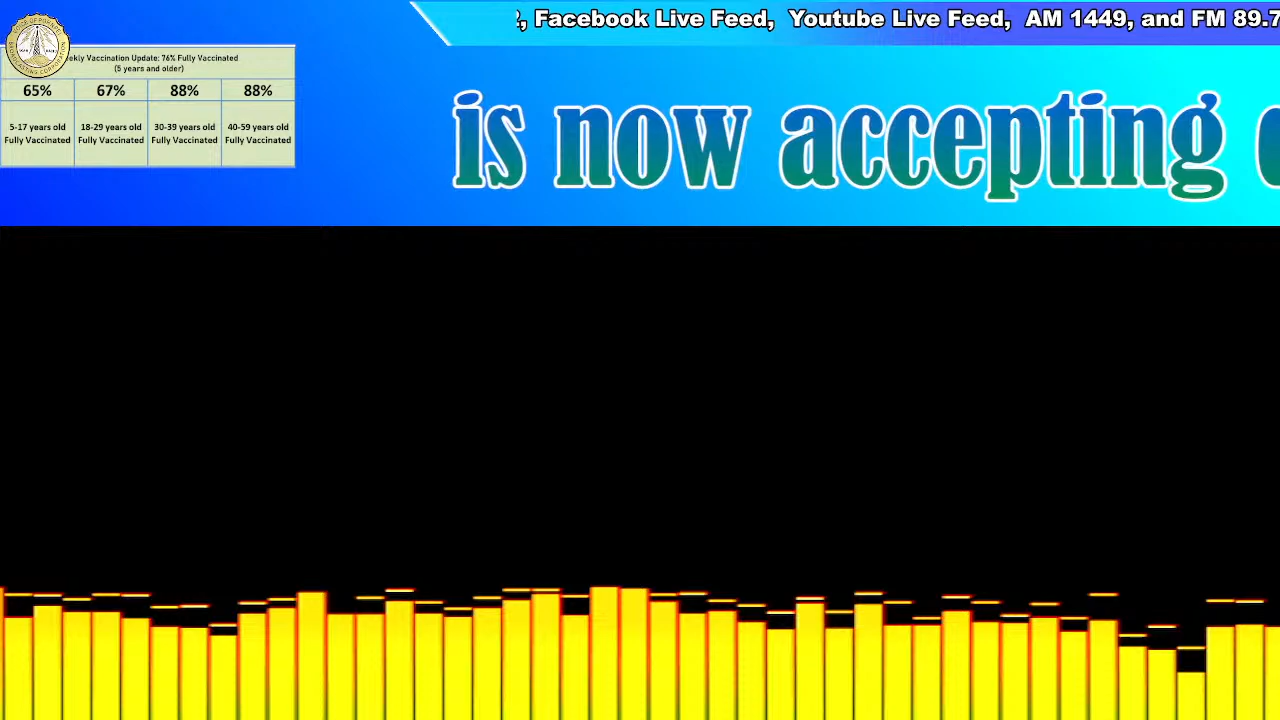 , Facebook Live Feed, Youtube Live Feed, AM 1449, and FM 89.7
Weekly Vaccination Update: 76% Fully Vaccinated
(5 years and older)
65% 67% 88% 88%
5-17 years old 18-29 years old 30-39 years old 40-59 years old
Fully Vaccinated Fully Vaccinated Fully Vaccinated Fully Vaccinated
is now accepting